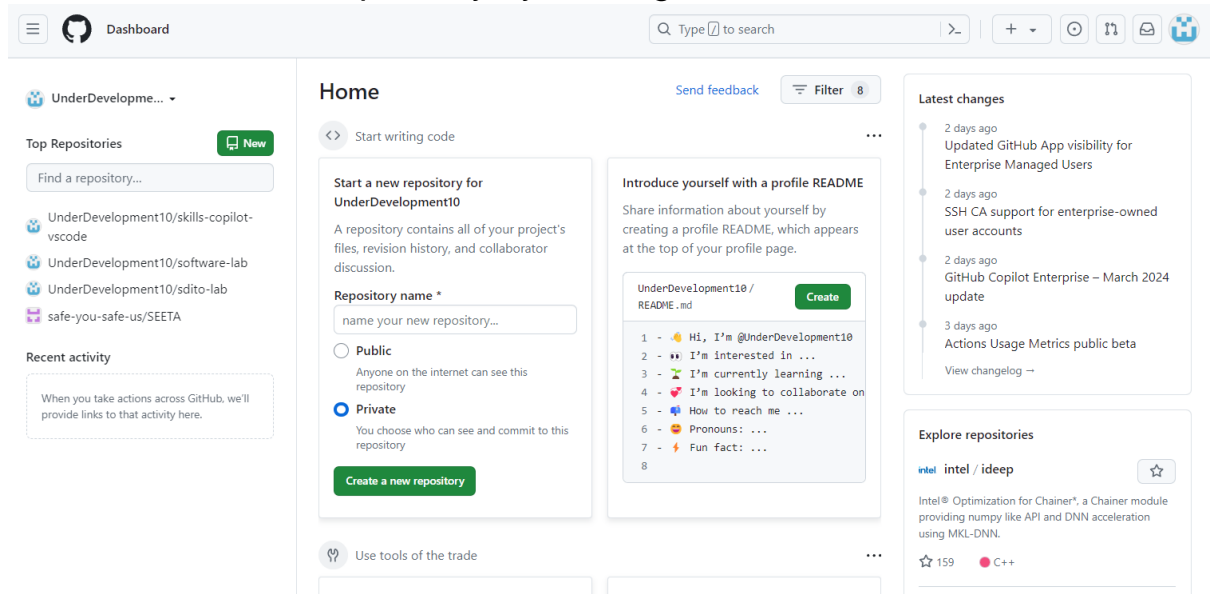 Dashboard
Type / to search
UnderDevelopme...
Top Repositories
New
Find a repository...
UnderDevelopment10/skills-copilot-
vscode
UnderDevelopment10/software-lab
UnderDevelopment10/sdito-lab
safe-you-safe-us/SEETA
Recent activity
When you take actions across GitHub, we'll
provide links to that activity here.
Home
Send feedback
Filter 8
Start writing code
Start a new repository for
UnderDevelopment10
A repository contains all of your project's
files, revision history, and collaborator
discussion.
Repository name *
name your new repository...
Public
Anyone on the internet can see this
repository
Private
You choose who can see and commit to this
repository
Create a new repository
Introduce yourself with a profile README
Share information about yourself by
creating a profile README, which appears
at the top of your profile page.
UnderDevelopment10 /
README.md
Create
1 - 👋 Hi, I'm @UnderDevelopment10
2 - 👀 I'm interested in ...
3 - 🌱 I'm currently learning ...
4 - 💞️ I'm looking to collaborate on
5 - 📫 How to reach me ...
6 - 😄 Pronouns: ...
7 - ⚡ Fun fact: ...
8
Use tools of the trade
Latest changes
2 days ago
Updated GitHub App visibility for
Enterprise Managed Users
2 days ago
SSH CA support for enterprise-owned
user accounts
2 days ago
GitHub Copilot Enterprise – March 2024
update
3 days ago
Actions Usage Metrics public beta
View changelog →
Explore repositories
intel intel / ideep
Intel® Optimization for Chainer*, a Chainer module
providing numpy like API and DNN acceleration
using MKL-DNN.
159 C++